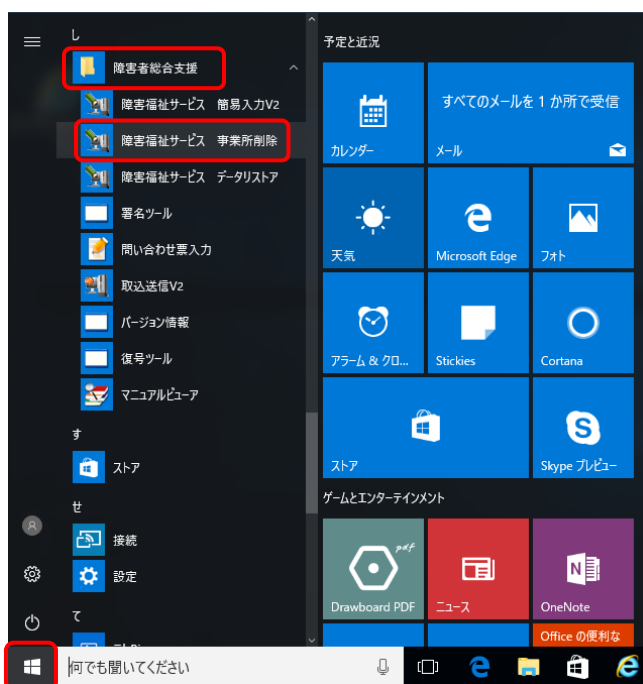 し
障害者総合支援
障害福祉サービス 簡易入力V2
障害福祉サービス 事業所削除
障害福祉サービス データリストア
署名ツール
問い合わせ票入力
取込送信V2
バージョン情報
復号ツール
マニュアルビューア
す
ストア
せ
接続
設定
て
何でも聞いてください
予定と近況
カレンダー
すべてのメールを 1 か所で受信
メール
天気
Microsoft Edge
フォト
アラーム & クロ...
Stickies
Cortana
ストア
Skype プレビュー
ゲームとエンターテインメント
pdf
Drawboard PDF
ニュース
N
OneNote
Office の便利な